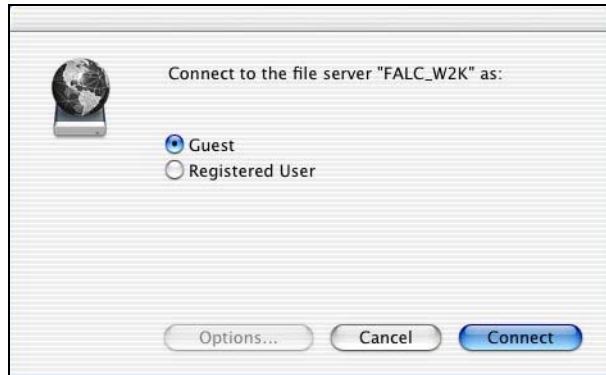 Connect to the file server "FALC_W2K" as:
Guest
Registered User
Options... Cancel Connect